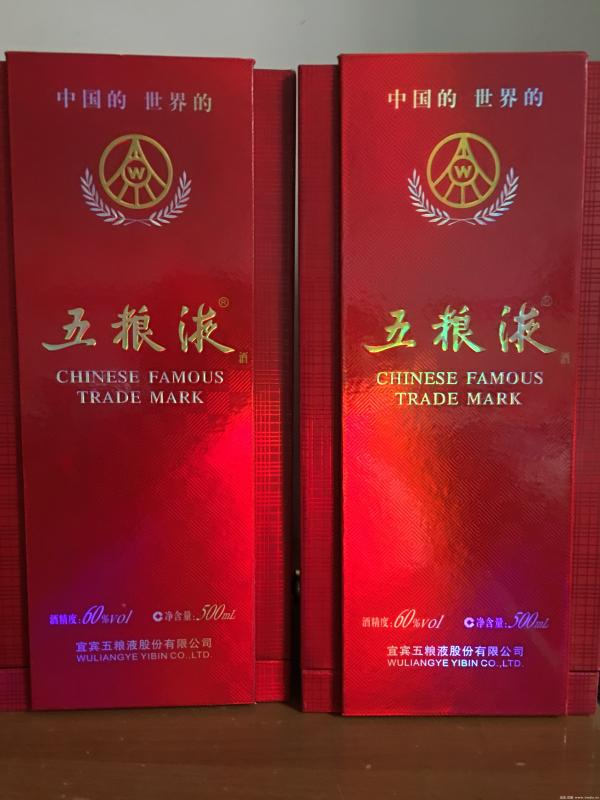 中国的 世界的
W
五粮液®
酒
CHINESE FAMOUS
TRADE MARK
酒精度:60%vol C净含量:500mL
宜宾五粮液股份有限公司
WULIANGYE YIBIN CO.,LTD.
中国的 世界的
W
五粮液®
酒
CHINESE FAMOUS
TRADE MARK
酒精度:60%vol C净含量:500mL
宜宾五粮液股份有限公司
WULIANGYE YIBIN CO.,LTD.